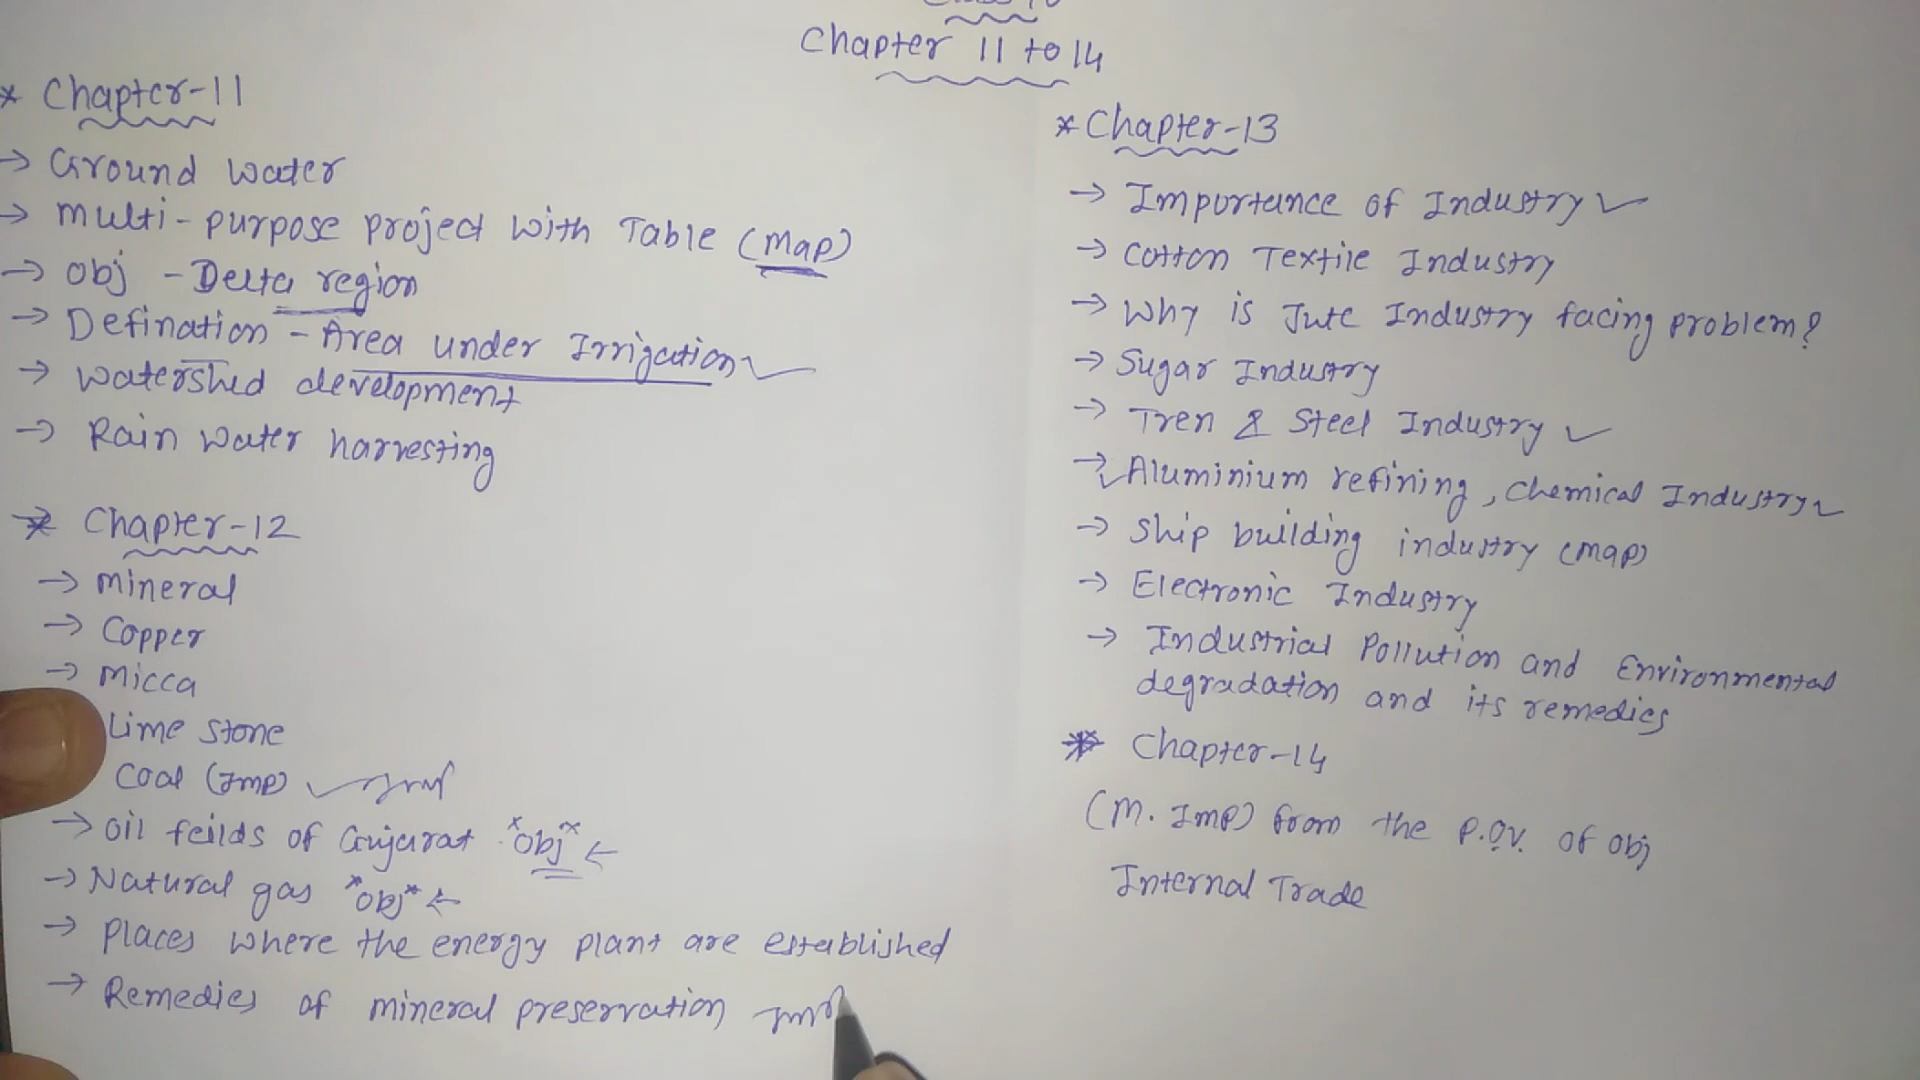 Chapter 11 to 14
* Chapter-11
→ Ground water
→ Multi-purpose project with Table (Map)
→ Obj - Delta region
→ Defination - Area under Irrigation
→ Watershed development
→ Rain water harvesting
* Chapter-12
→ Mineral
→ Copper
→ Micca
Lime stone
Coal (Imp) Imp
→ Oil feilds of Gujarat *obj* ←
→ Natural gas *obj* ←
→ Places where the energy plant are established
→ Remedies of mineral preservation Imp
* Chapter-13
→ Importance of Industry
→ Cotton Textile Industry
→ Why is Jute Industry facing problem?
→ Sugar Industry
→ Iren & Steel Industry
→ Aluminium refining, Chemical Industry
→ Ship building industry (map)
→ Electronic Industry
→ Industrial Pollution and Environmental
degradation and its remedies
* Chapter-14
(M. Imp) from the P.O.V. of Obj
Internal Trade